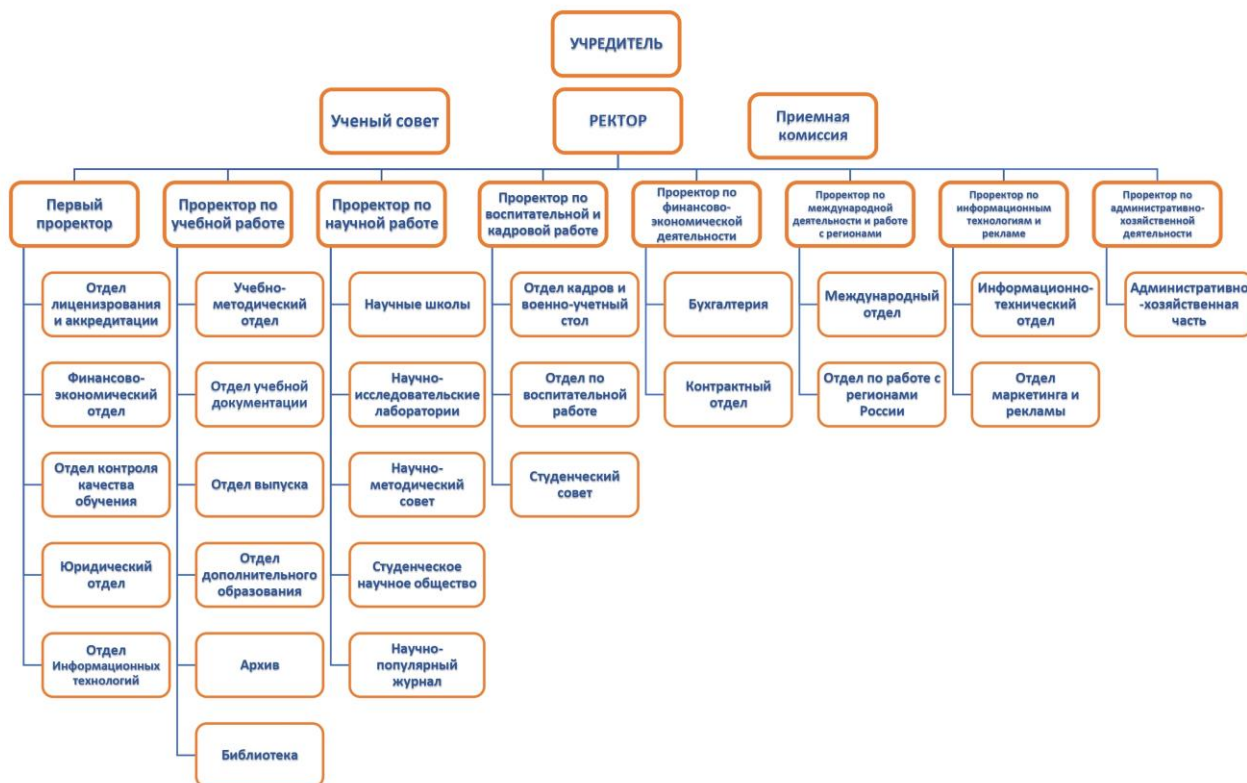 УЧРЕДИТЕЛЬ
Ученый совет
РЕКТОР
Приемная
комиссия
Первый
проректор
Проректор по
учебной работе
Проректор по
научной работе
Проректор по
воспитательной и
кадровой работе
Проректор по
финансово-
экономической
деятельности
Проректор по
международной
деятельности и работе
с регионами
Проректор по
информационным
технологиям и
рекламе
Проректор по
административно-
хозяйственной
деятельности
Отдел
лиценизрования
и аккредитации
Финансово-
экономический
отдел
Отдел контроля
качества
обучения
Юридический
отдел
Отдел
Информационных
технологий
Учебно-
методический
отдел
Отдел учебной
документации
Отдел выпуска
Отдел
дополнительного
образования
Архив
Библиотека
Научные школы
Научно-
исследовательские
лаборатории
Научно-
методический
совет
Студенческое
научное общество
Научно-
популярный
журнал
Отдел кадров и
военно-учетный
стол
Отдел по
воспитательной
работе
Студенческий
совет
Бухгалтерия
Контрактный
отдел
Международный
отдел
Отдел по работе с
регионами
России
Информационно-
технический
отдел
Отдел
маркетинга и
рекламы
Административно
-хозяйственная
часть